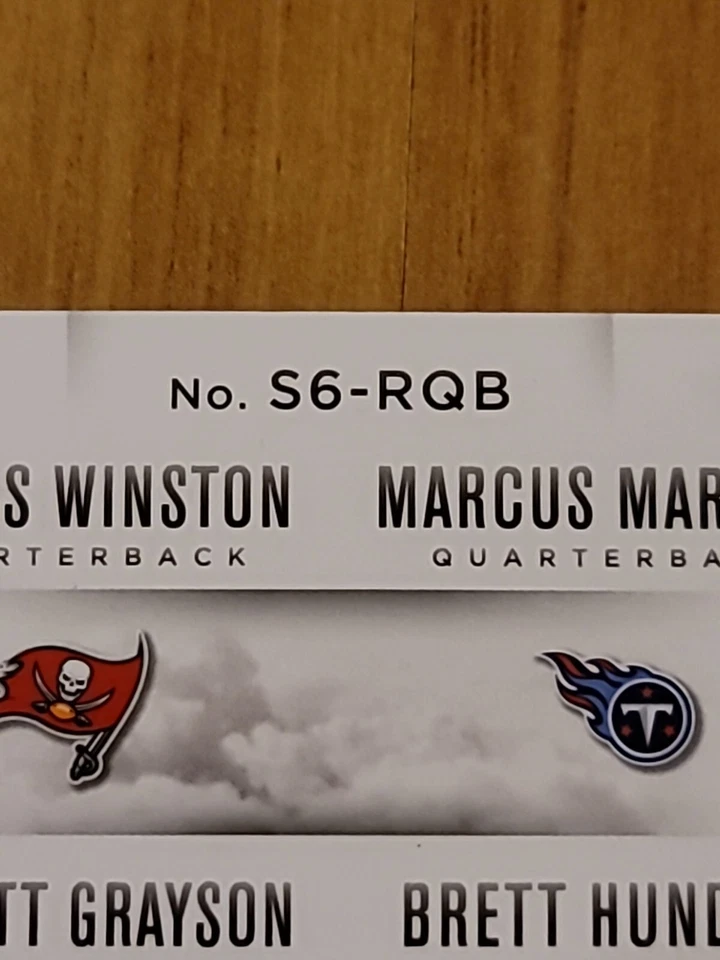 No. S6-RQB
S WINSTON MARCUS MAR
RTERBACK QUARTERBA
T
TT GRAYSON BRETT HUND